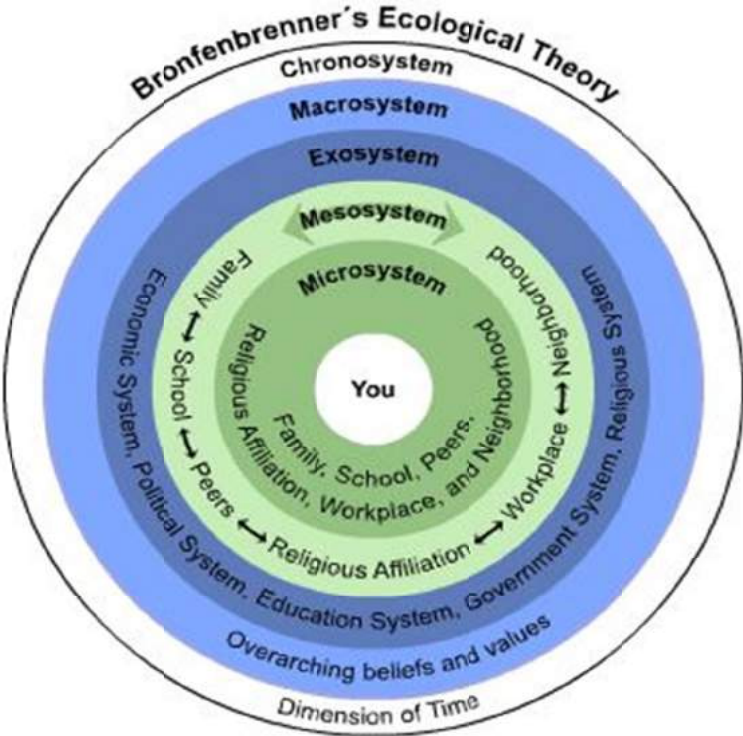 Bronfenbrenner´s Ecological Theory
Chronosystem
Macrosystem
Exosystem
Mesosystem
Microsystem
You
Family, School, Peers,
Religious Affiliation, Workplace, and Neighborhood
Family ↔ School ↔ Peers ↔ Religious Affiliation ↔ Workplace ↔ Neighborhood
Economic System, Political System, Education System, Government System, Religious System
Overarching beliefs and values
Dimension of Time